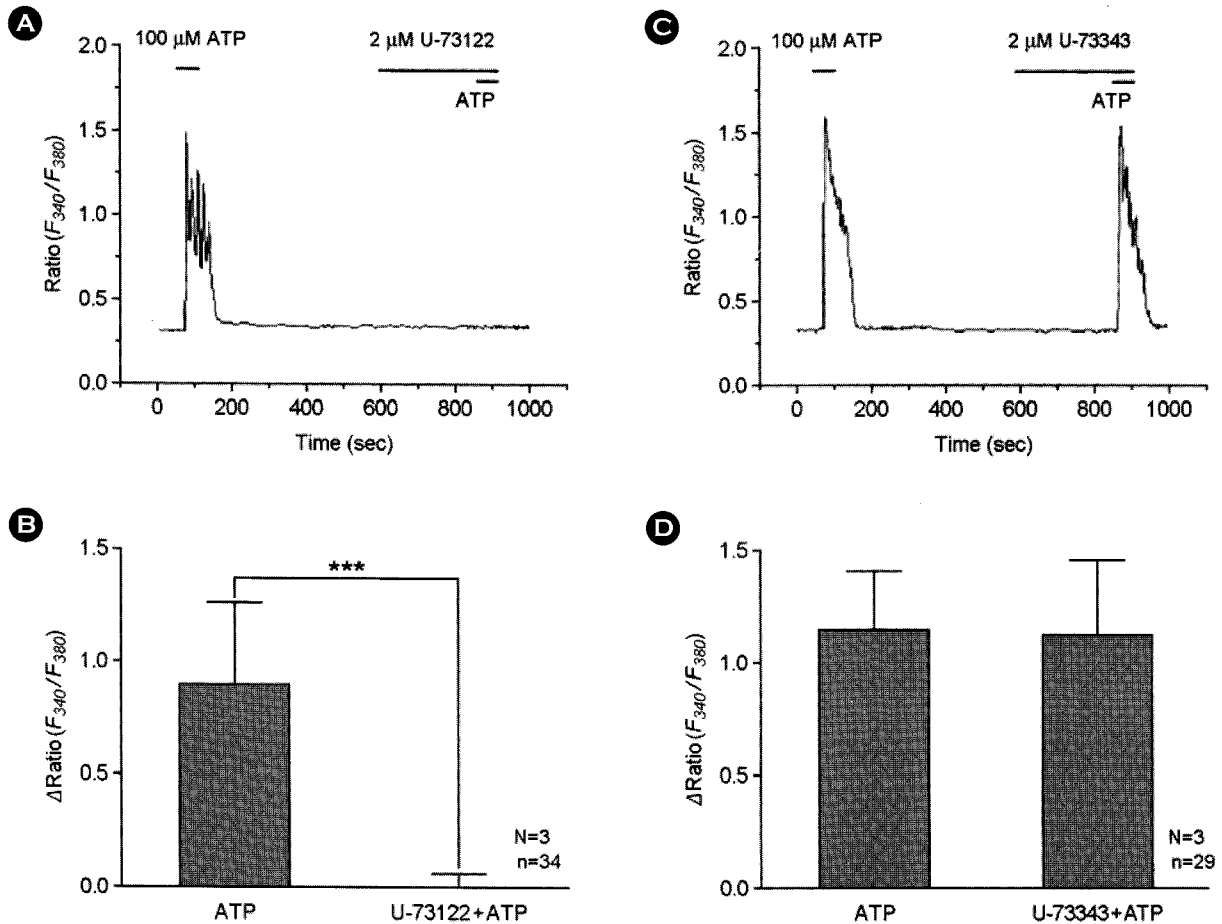 A
100 μM ATP
2 μM U-73122
ATP
2.0
1.5
1.0
0.5
0.0
Ratio (F340/F380)
0
200
400
600
800
1000
Time (sec)
C
100 μM ATP
2 μM U-73343
ATP
2.0
1.5
1.0
0.5
0.0
Ratio (F340/F380)
0
200
400
600
800
1000
Time (sec)
B
1.5
1.0
0.5
0.0
ΔRatio (F340/F380)
***
N=3
n=34
ATP
U-73122+ATP
D
1.5
1.0
0.5
0.0
ΔRatio (F340/F380)
N=3
n=29
ATP
U-73343+ATP